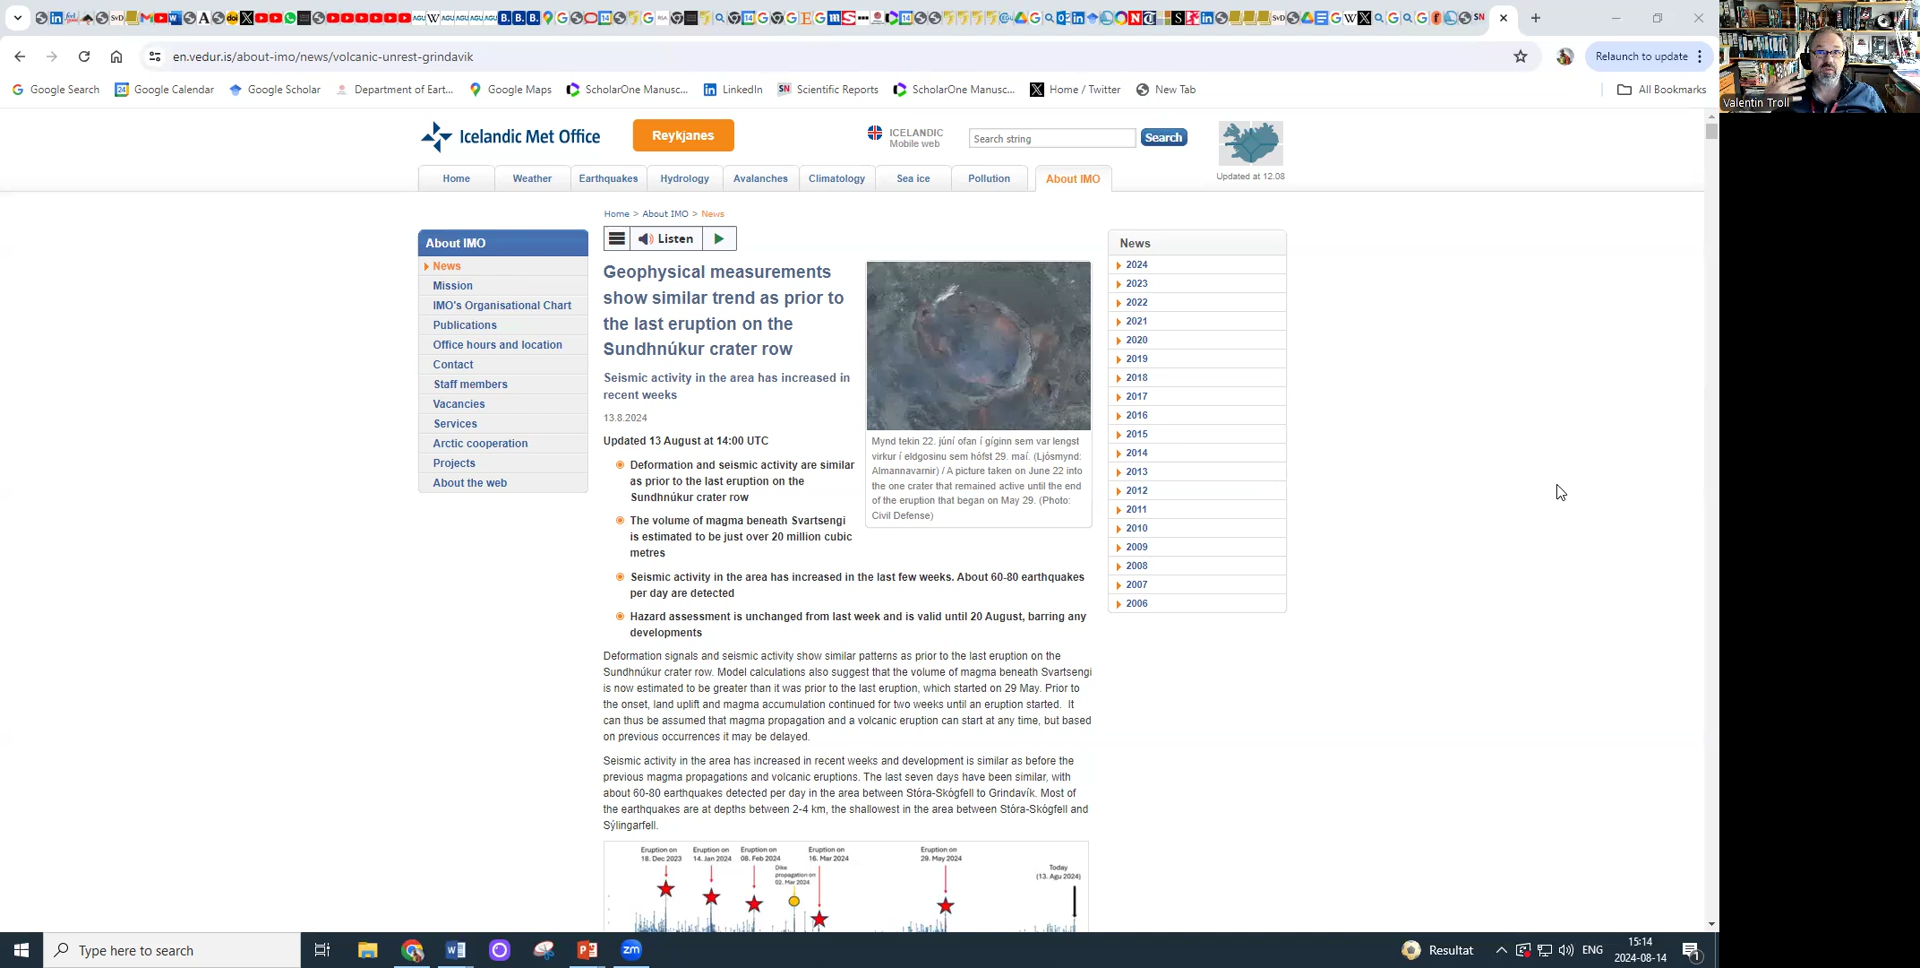 en.vedur.is/about-imo/news/volcanic-unrest-grindavik
Relaunch to update
Google Search
Google Calendar
Google Scholar
Department of Eart...
Google Maps
ScholarOne Manusc...
LinkedIn
Scientific Reports
ScholarOne Manusc...
Home / Twitter
New Tab
All Bookmarks
Valentin Troll
Icelandic Met Office
Reykjanes
ICELANDIC
Mobile web
Search string
Search
Updated at 12.08
Home
Weather
Earthquakes
Hydrology
Avalanches
Climatology
Sea ice
Pollution
About IMO
Home > About IMO > News
Listen
About IMO
News
Mission
IMO's Organisational Chart
Publications
Office hours and location
Contact
Staff members
Vacancies
Services
Arctic cooperation
Projects
About the web
Geophysical measurements
show similar trend as prior to
the last eruption on the
Sundhnúkur crater row
Seismic activity in the area has increased in
recent weeks
13.8.2024
Updated 13 August at 14:00 UTC
Deformation and seismic activity are similar
as prior to the last eruption on the
Sundhnúkur crater row
The volume of magma beneath Svartsengi
is estimated to be just over 20 million cubic
metres
Seismic activity in the area has increased in the last few weeks. About 60-80 earthquakes
per day are detected
Hazard assessment is unchanged from last week and is valid until 20 August, barring any
developments
Mynd tekin 22. júní ofan í gíginn sem var lengst
virkur í eldgosinu sem hófst 29. maí. (Ljósmynd:
Almannavarnir) / A picture taken on June 22 into
the one crater that remained active until the end
of the eruption that began on May 29. (Photo:
Civil Defense)
Deformation signals and seismic activity show similar patterns as prior to the last eruption on the
Sundhnúkur crater row. Model calculations also suggest that the volume of magma beneath Svartsengi
is now estimated to be greater than it was prior to the last eruption, which started on 29 May. Prior to
the onset, land uplift and magma accumulation continued for two weeks until an eruption started. It
can thus be assumed that magma propagation and a volcanic eruption can start at any time, but based
on previous occurrences it may be delayed.
Seismic activity in the area has increased in recent weeks and development is similar as before the
previous magma propagations and volcanic eruptions. The last seven days have been similar, with
about 60-80 earthquakes detected per day in the area between Stóra-Skógfell to Grindavík. Most of
the earthquakes are at depths between 2-4 km, the shallowest in the area between Stóra-Skógfell and
Sýlingarfell.
Eruption on
18. Dec 2023
Eruption on
14. Jan 2024
Eruption on
08. Feb 2024
Dike
propagation on
02. Mar 2024
Eruption on
16. Mar 2024
Eruption on
29. May 2024
Today
(13. Agu 2024)
News
2024
2023
2022
2021
2020
2019
2018
2017
2016
2015
2014
2013
2012
2011
2010
2009
2008
2007
2006
Type here to search
Resultat
ENG
15:14
2024-08-14